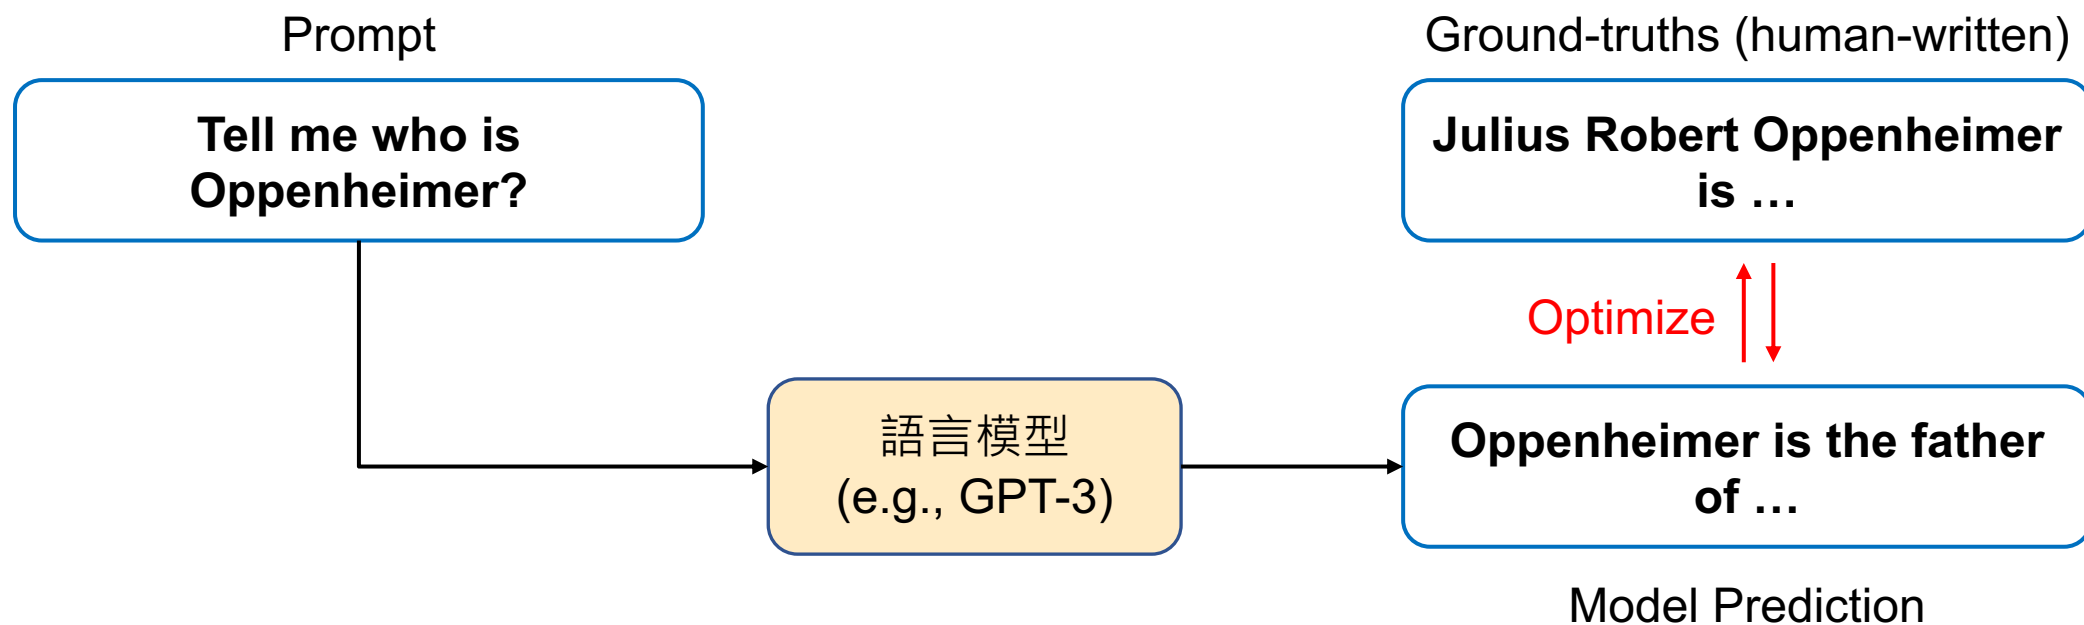 Prompt
Tell me who is
Oppenheimer?
Ground-truths (human-written)
Julius Robert Oppenheimer
is …
Optimize
語言模型
(e.g., GPT-3)
Oppenheimer is the father
of …
Model Prediction